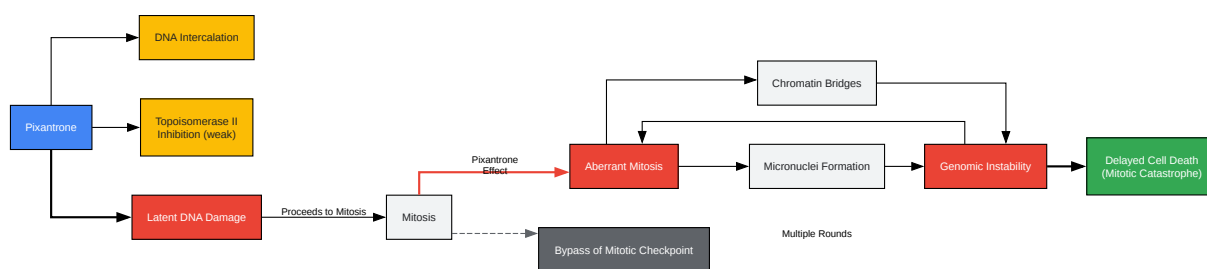 DNA Intercalation
Chromatin Bridges
Pixantrone
Topoisomerase II
Inhibition (weak)
Pixantrone
Effect
Aberrant Mitosis
Micronuclei Formation
Genomic Instability
Delayed Cell Death
(Mitotic Catastrophe)
Latent DNA Damage
Proceeds to Mitosis
Mitosis
Bypass of Mitotic Checkpoint
Multiple Rounds